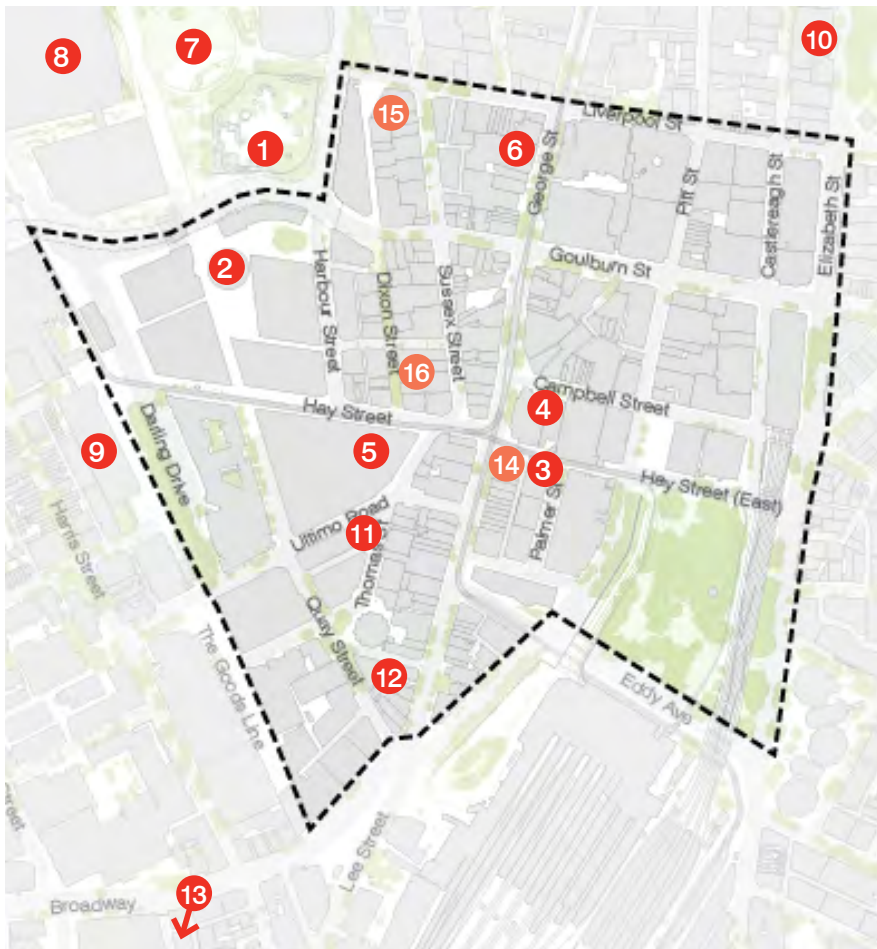 8
7
10
15
1
6
Liverpool St
George St
Pitt St
Castlereagh St
Elizabeth St
2
Harbour Street
Dixon Street
Sussex Street
Goulburn St
16
Campbell Street
4
Hay Street
9
Darling Drive
5
14
3
Hay Street (East)
Harris Street
Ultimo Road
11
Thomas
Palmer St
Quay Street
12
The Goods Line
Eddy Ave
Street
Lee Street
13
Broadway